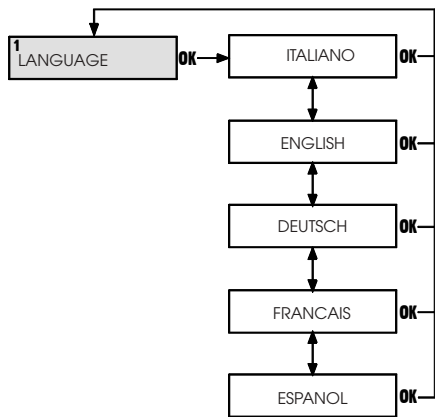 1
LANGUAGE OK ITALIANO OK
ENGLISH OK
DEUTSCH OK
FRANCAIS OK
ESPANOL OK